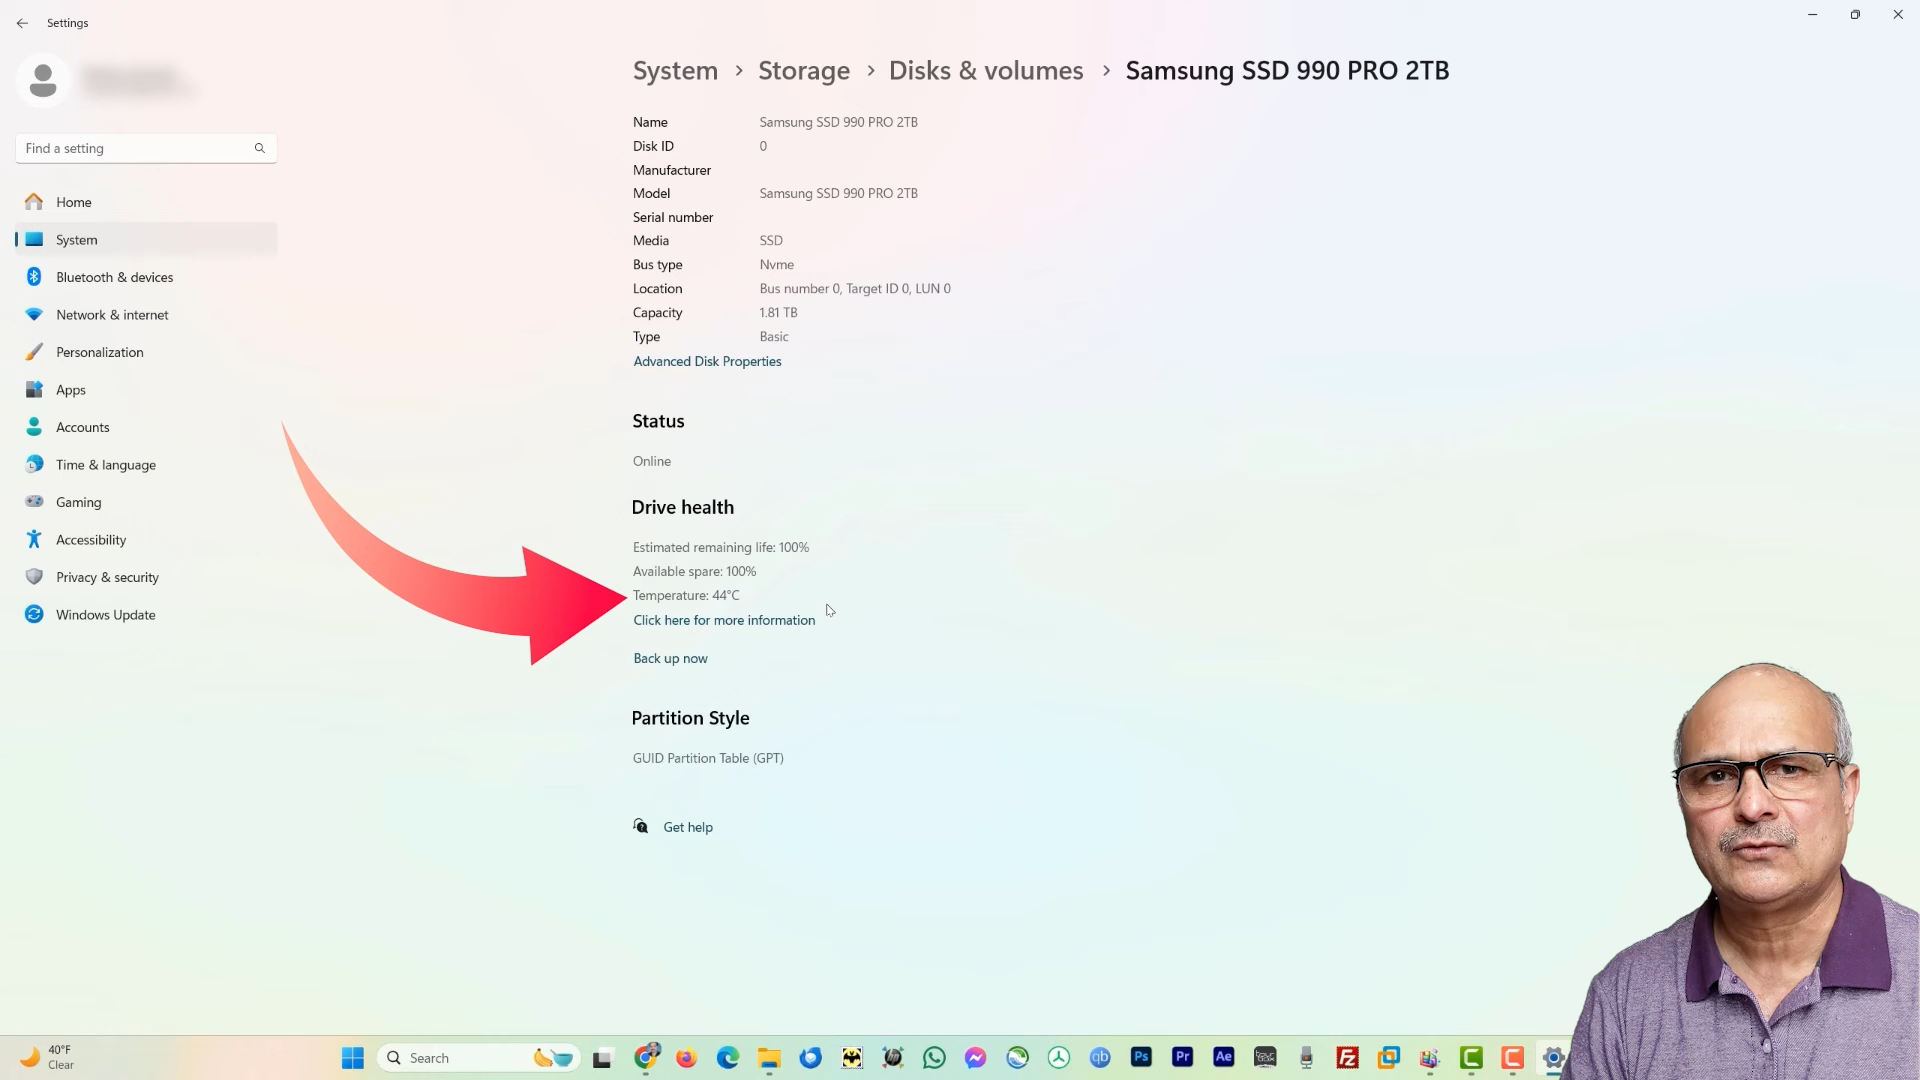 Settings
System > Storage > Disks & volumes > Samsung SSD 990 PRO 2TB
Find a setting
Home
System
Bluetooth & devices
Network & internet
Personalization
Apps
Accounts
Time & language
Gaming
Accessibility
Privacy & security
Windows Update
Name Samsung SSD 990 PRO 2TB
Disk ID 0
Manufacturer
Model Samsung SSD 990 PRO 2TB
Serial number
Media SSD
Bus type Nvme
Location Bus number 0, Target ID 0, LUN 0
Capacity 1.81 TB
Type Basic
Advanced Disk Properties
Status
Online
Drive health
Estimated remaining life: 100%
Available spare: 100%
Temperature: 44°C
Click here for more information
Back up now
Partition Style
GUID Partition Table (GPT)
Get help
40°F
Clear
Search
qb
Ps
Pr
Ae
Fz